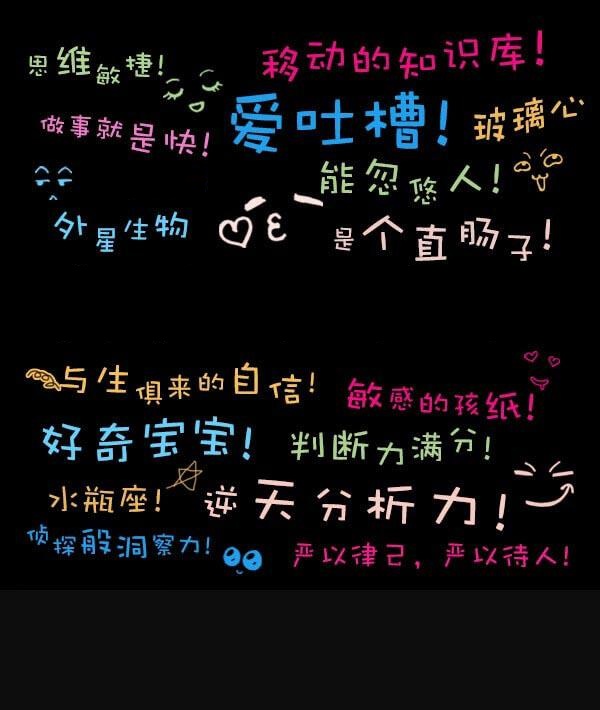 思维敏捷!
移动的知识库!
做事就是快!
爱吐槽!
玻璃心
能忽悠人!
外星生物
是个直肠子!
与生俱来的自信!
敏感的孩纸!
好奇宝宝!
判断力满分!
水瓶座!
逆天分析力!
侦探般洞察力!
严以律己，严以待人!